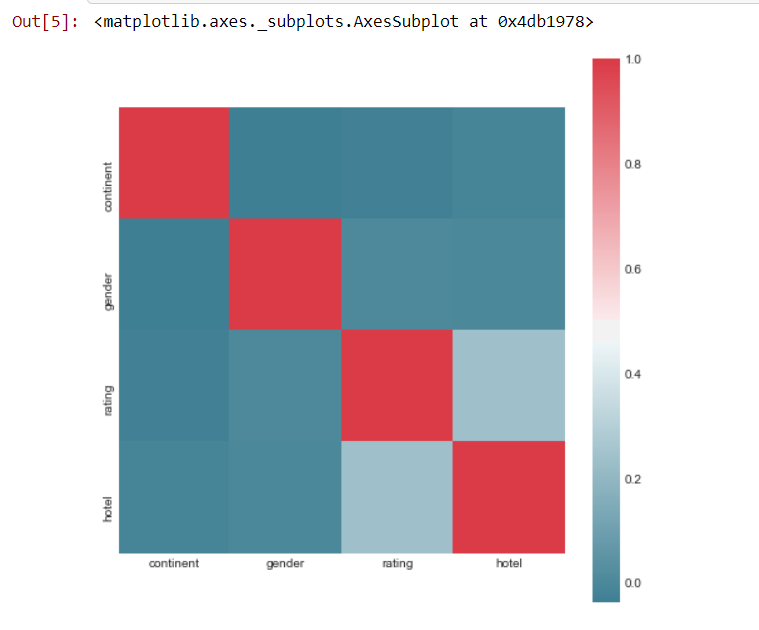 Out[5]: <matplotlib.axes._subplots.AxesSubplot at 0x4db1978>
1.0
0.8
0.6
0.4
0.2
0.0
continent
gender
rating
hotel
continent gender rating hotel